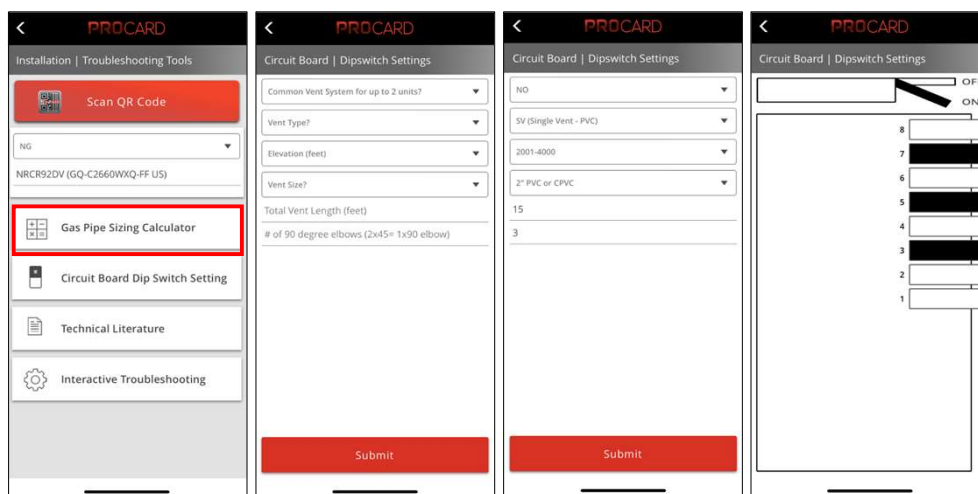 PROCARD
Installation | Troubleshooting Tools
Scan QR Code
NG
NRCR92DV (GQ-C2660WXQ-FF US)
Gas Pipe Sizing Calculator
Circuit Board Dip Switch Setting
Technical Literature
Interactive Troubleshooting
PROCARD
Circuit Board | Dipswitch Settings
Common Vent System for up to 2 units?
Vent Type?
Elevation (feet)
Vent Size?
Total Vent Length (feet)
# of 90 degree elbows (2x45= 1x90 elbow)
Submit
PROCARD
Circuit Board | Dipswitch Settings
NO
SV (Single Vent - PVC)
2001-4000
2" PVC or CPVC
15
3
Submit
PROCARD
Circuit Board | Dipswitch Settings
ON
8
7
6
5
4
3
2
1